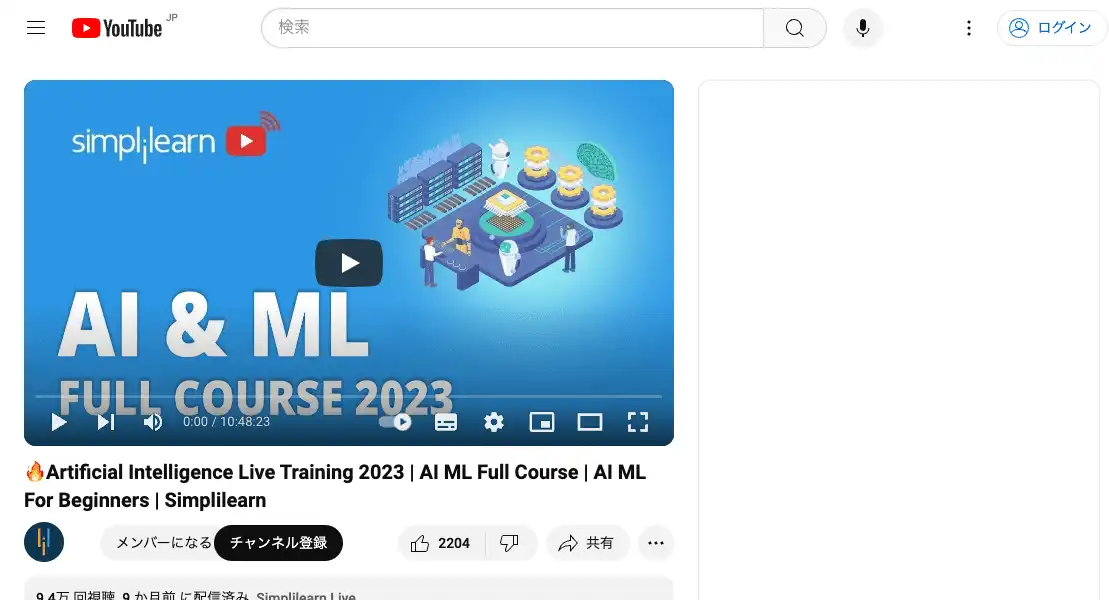 YouTube JP
検索
ログイン
simplilearn
AI & ML
FULL COURSE 2023
0:00 / 10:48:23
🔥Artificial Intelligence Live Training 2023 | AI ML Full Course | AI ML
For Beginners | Simplilearn
メンバーになる
チャンネル登録
2204
共有
9.4万 回視聴 9 か月前 に配信済み Simplilearn Live